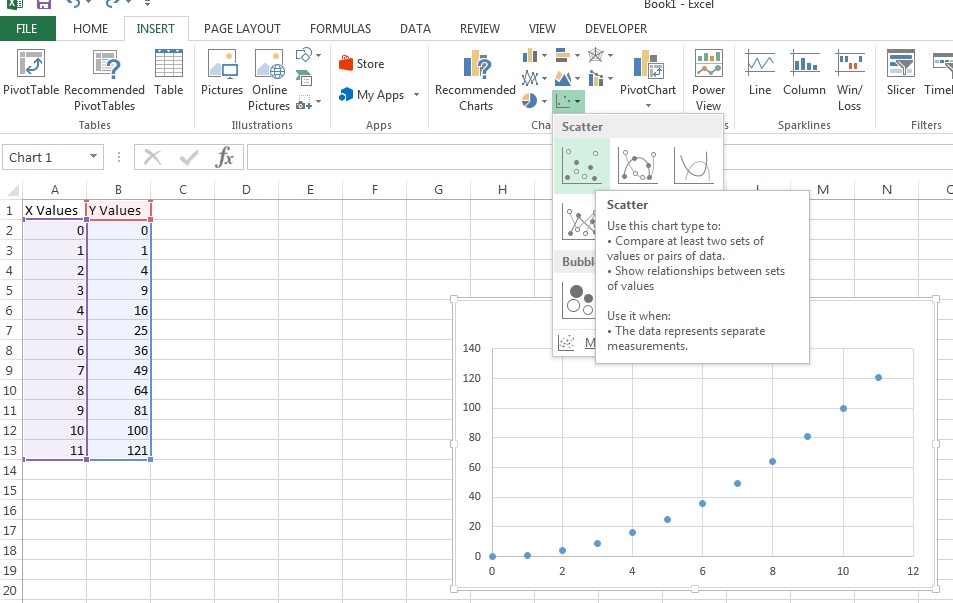 Book1 - Excel
FILE HOME INSERT PAGE LAYOUT FORMULAS DATA REVIEW VIEW DEVELOPER
PivotTable Recommended PivotTables Table
Tables
Pictures Online Pictures
Illustrations
Store
My Apps
Apps
Recommended Charts
PivotChart
Power View
Line Column Win/Loss
Sparklines
Slicer
Filters
Chart 1
fx
Scatter
Scatter
Use this chart type to:
• Compare at least two sets of
values or pairs of data.
• Show relationships between sets
of values
Use it when:
• The data represents separate
measurements.
A B C D E F G H M N
1 X Values Y Values
2 0 0
3 1 1
4 2 4
5 3 9
6 4 16
7 5 25
8 6 36
9 7 49
10 8 64
11 9 81
12 10 100
13 11 121
14
15
16
17
18
19
20
140
120
100
80
60
40
20
0
0 2 4 6 8 10 12